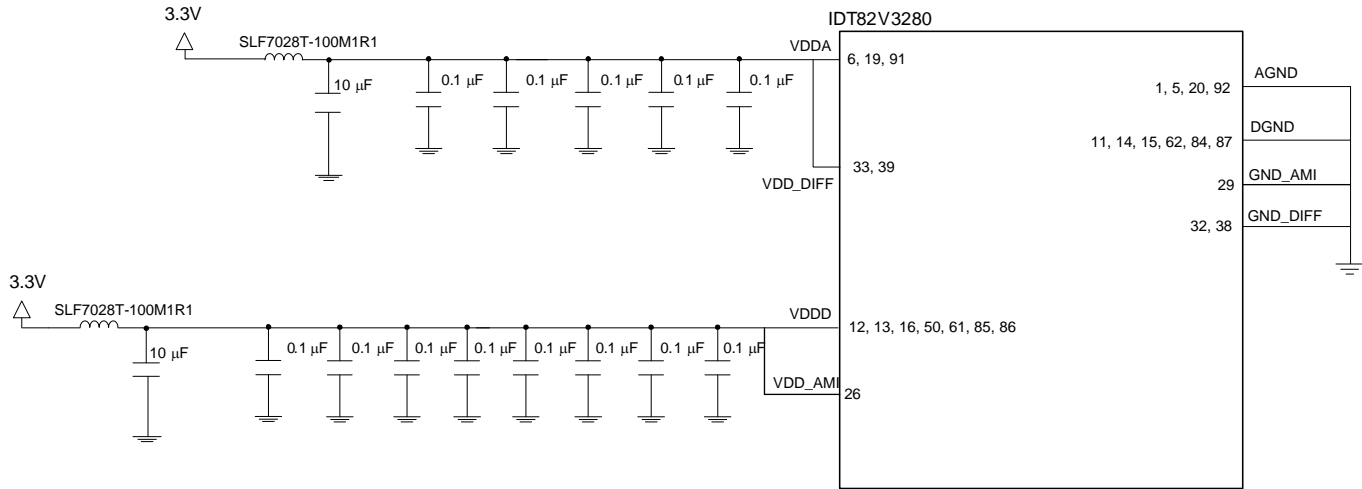 IDT82V3280
3.3V
SLF7028T-100M1R1
10 μF
0.1 μF
0.1 μF
0.1 μF
0.1 μF
0.1 μF
VDDA
6, 19, 91
VDD_DIFF
33, 39
1, 5, 20, 92
AGND
11, 14, 15, 62, 84, 87
DGND
29
GND_AMI
32, 38
GND_DIFF
3.3V
SLF7028T-100M1R1
10 μF
0.1 μF
0.1 μF
0.1 μF
0.1 μF
0.1 μF
0.1 μF
0.1 μF
0.1 μF
VDDD
12, 13, 16, 50, 61, 85, 86
VDD_AMI
26